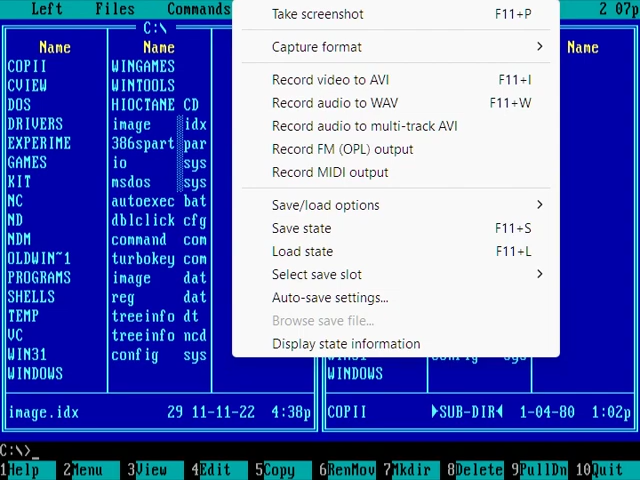 Left Files Commands 2 07p
C:\
Name Name Name
COPII WINGAMES
CVIEW WINTOOLS
DOS HIOCTANE CD
DRIVERS image idx
EXPERIME 386spart par
GAMES io sys
KIT msdos sys
NC autoexec bat
ND dblclick cfg
NDM command com
OLDWIN~1 turbokey com
PROGRAMS image dat
SHELLS reg dat
TEMP treeinfo dt
VC treeinfo ncd
WIN31 config sys
WINDOWS
image.idx 29 11-11-22 4:38p
Take screenshot F11+P
Capture format
Record video to AVI F11+I
Record audio to WAV F11+W
Record audio to multi-track AVI
Record FM (OPL) output
Record MIDI output
Save/load options
Save state F11+S
Load state F11+L
Select save slot
Auto-save settings...
Browse save file...
Display state information
WINDOWS
COPII ►SUB-DIR◄ 1-04-80 1:02p
C:\>_
1Help 2Menu 3View 4Edit 5Copy 6RenMov 7Mkdir 8Delete 9PullDn 10Quit